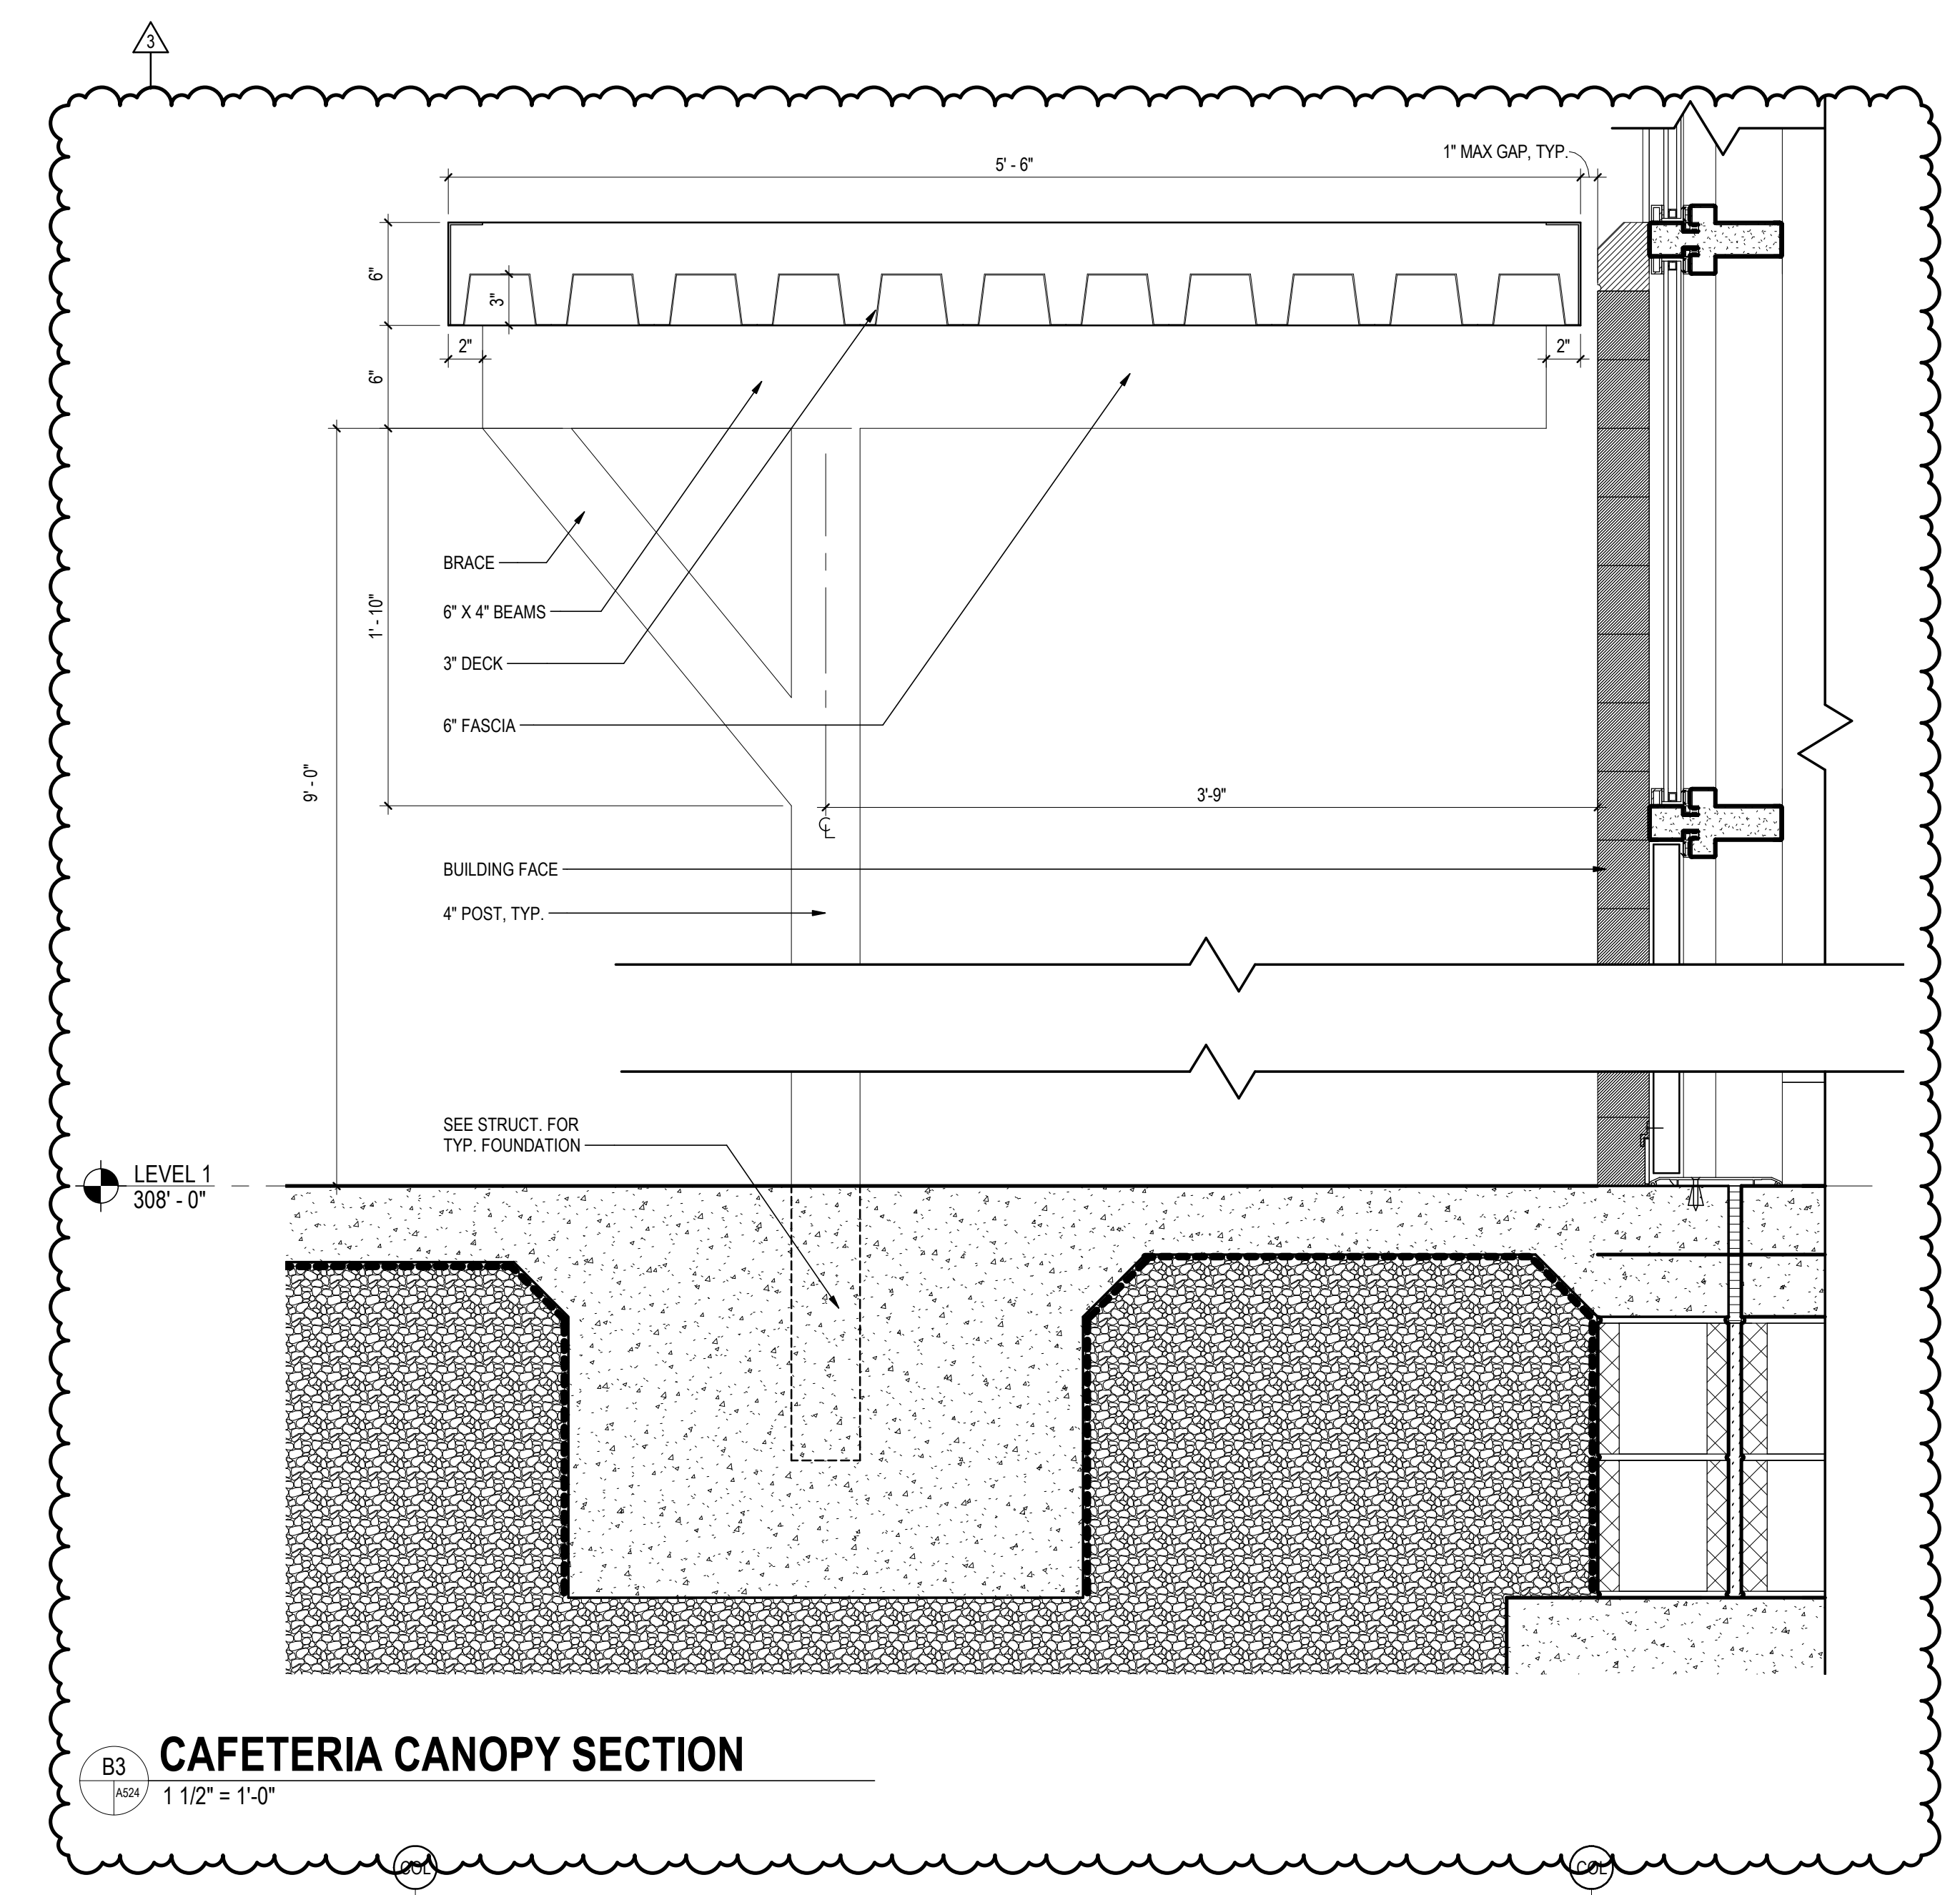 3
5' - 6"
1" MAX GAP, TYP.
6"
3"
2"
2"
6"
BRACE
6" X 4" BEAMS
1' - 10"
3" DECK
6" FASCIA
9' - 0"
3'-9"
CL
BUILDING FACE
4" POST, TYP.
SEE STRUCT. FOR
TYP. FOUNDATION
LEVEL 1
308' - 0"
B3
A524
CAFETERIA CANOPY SECTION
1 1/2" = 1'-0"
COL
COL